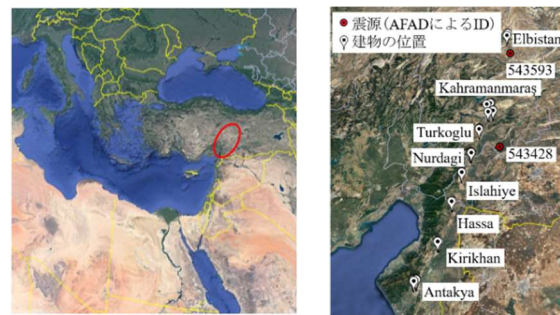 震源（AFADによるID）
建物の位置
Elbistan
543593
Kahramanmaraş
Turkoglu
543428
Nurdagi
Islahiye
Hassa
Kirikhan
Antakya